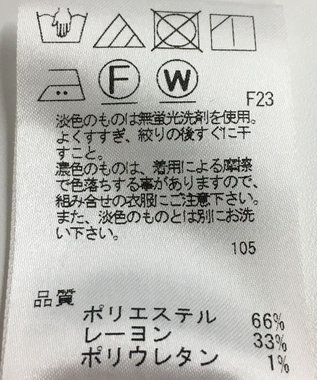 F W
F23
淡色のものは無蛍光洗剤を使用。
よくすすぎ、絞りの後すぐに干
すこと。
濃色のものは、着用による摩擦
で色落ちする事がありますので、
組み合せの衣服にご注意下さい。
また、淡色のものとは別にお洗
い下さい。
105
品質
ポリエステル 66%
レーヨン 33%
ポリウレタン 1%